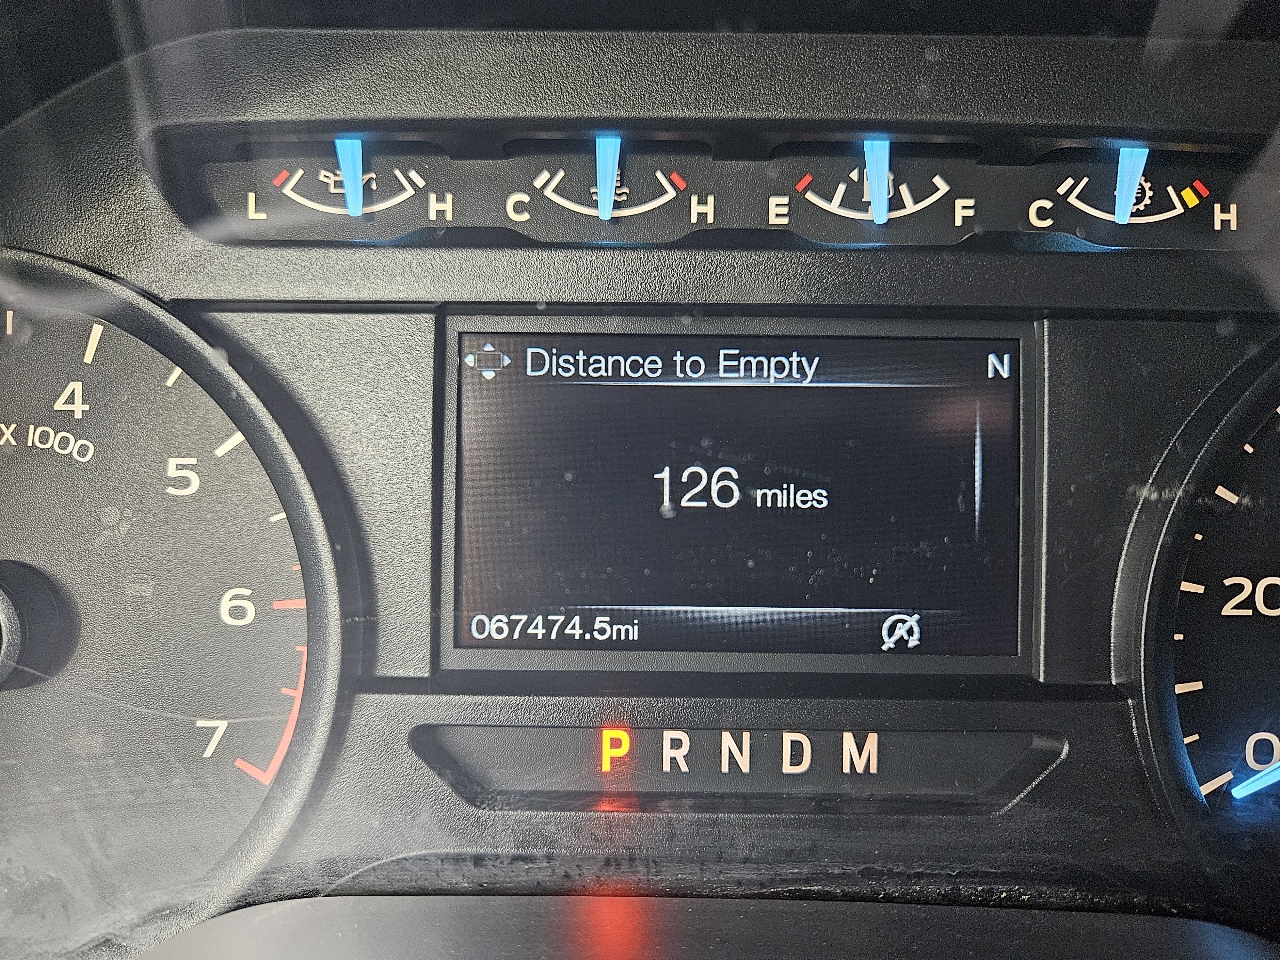 L H C H E F C H
Distance to Empty N
4
X 1000
5
126 miles
6
20
067474.5mi
7
P R N D M
0